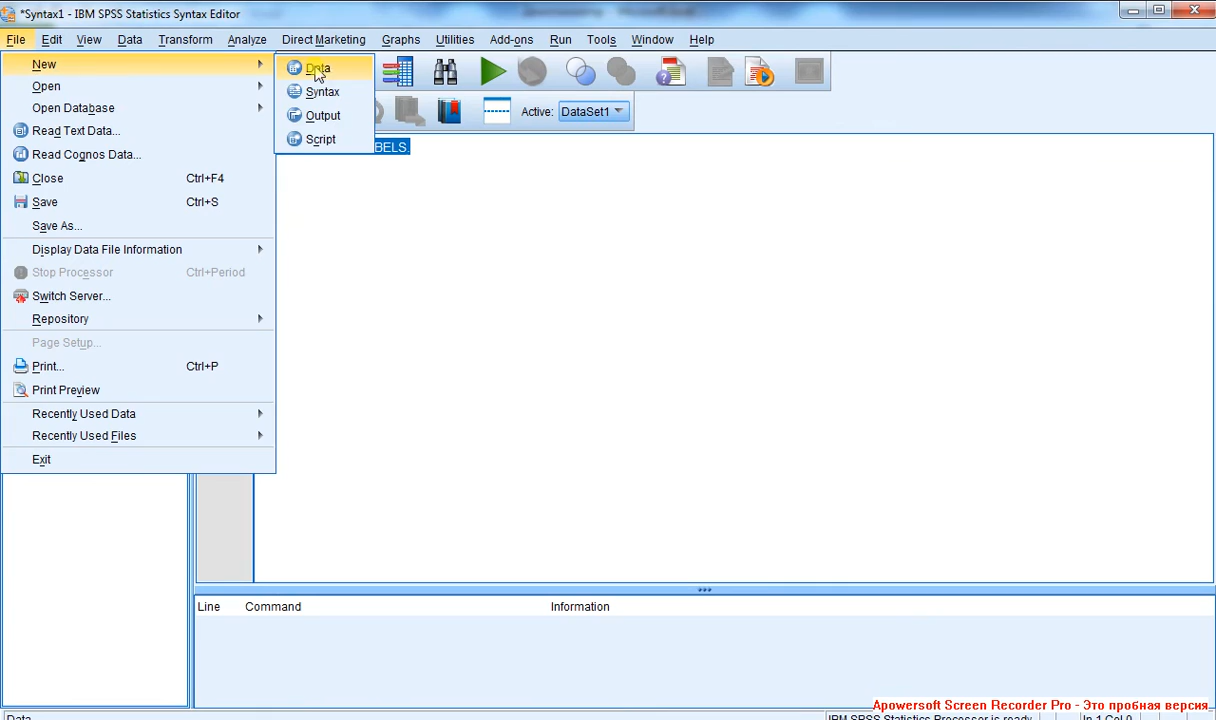 *Syntax1 - IBM SPSS Statistics Syntax Editor
File Edit View Data Transform Analyze Direct Marketing Graphs Utilities Add-ons Run Tools Window Help
New
Open
Open Database
Read Text Data...
Read Cognos Data...
Close Ctrl+F4
Save Ctrl+S
Save As...
Display Data File Information
Stop Processor Ctrl+Period
Switch Server...
Repository
Page Setup...
Print... Ctrl+P
Print Preview
Recently Used Data
Recently Used Files
Exit
Data
Syntax
Output
Script
Active: DataSet1
BELS.
Line Command Information
Apowersoft Screen Recorder Pro - Это пробная версия
Data
IBM SPSS Statistics Processor is ready In 1 Col 0